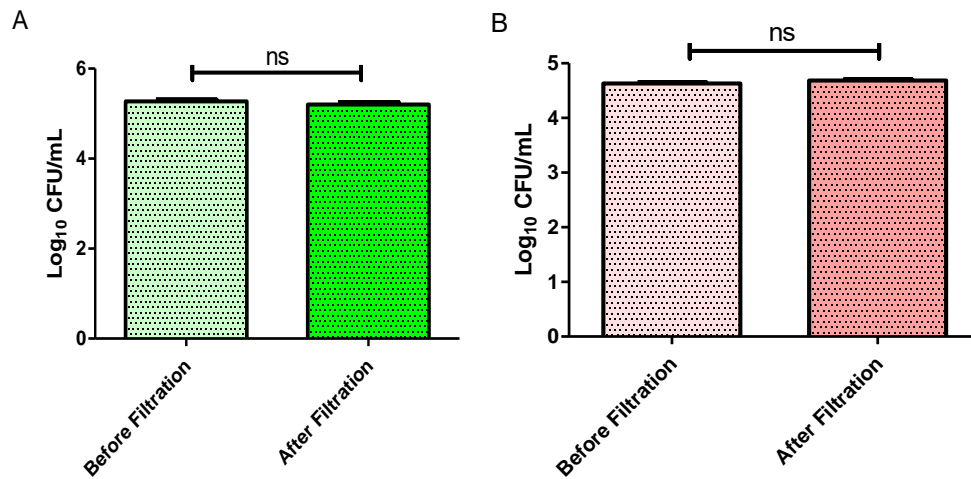 A
ns
6
4
2
0
Log₁₀ CFU/mL
Before Filtration
After Filtration
B
ns
5
4
3
2
1
0
Log₁₀ CFU/mL
Before Filtration
After Filtration